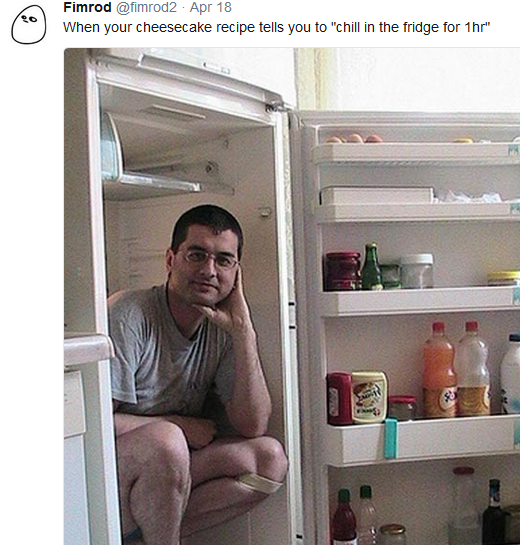 Fimrod @fimrod2 · Apr 18
When your cheesecake recipe tells you to "chill in the fridge for 1hr"